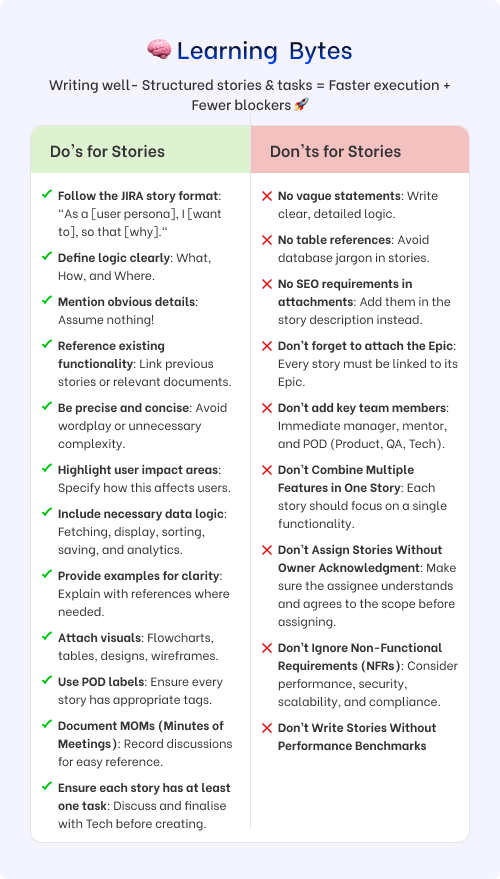 🧠 Learning Bytes
Writing well- Structured stories & tasks = Faster execution +
Fewer blockers 🚀
Do's for Stories
✓ Follow the JIRA story format:
"As a [user persona], I [want
to], so that [why]."
✓ Define logic clearly: What,
How, and Where.
✓ Mention obvious details:
Assume nothing!
✓ Reference existing
functionality: Link previous
stories or relevant documents.
✓ Be precise and concise: Avoid
wordplay or unnecessary
complexity.
✓ Highlight user impact areas:
Specify how this affects users.
✓ Include necessary data logic:
Fetching, display, sorting,
saving, and analytics.
✓ Provide examples for clarity:
Explain with references where
needed.
✓ Attach visuals: Flowcharts,
tables, designs, wireframes.
✓ Use POD labels: Ensure every
story has appropriate tags.
✓ Document MOMs (Minutes of
Meetings): Record discussions
for easy reference.
✓ Ensure each story has at least
one task: Discuss and finalise
with Tech before creating.
Don'ts for Stories
✕ No vague statements: Write
clear, detailed logic.
✕ No table references: Avoid
database jargon in stories.
✕ No SEO requirements in
attachments: Add them in the
story description instead.
✕ Don't forget to attach the Epic:
Every story must be linked to its
Epic.
✕ Don't add key team members:
Immediate manager, mentor,
and POD (Product, QA, Tech).
✕ Don't Combine Multiple
Features in One Story: Each
story should focus on a single
functionality.
✕ Don't Assign Stories Without
Owner Acknowledgment: Make
sure the assignee understands
and agrees to the scope before
assigning.
✕ Don't Ignore Non-Functional
Requirements (NFRs): Consider
performance, security,
scalability, and compliance.
✕ Don't Write Stories Without
Performance Benchmarks